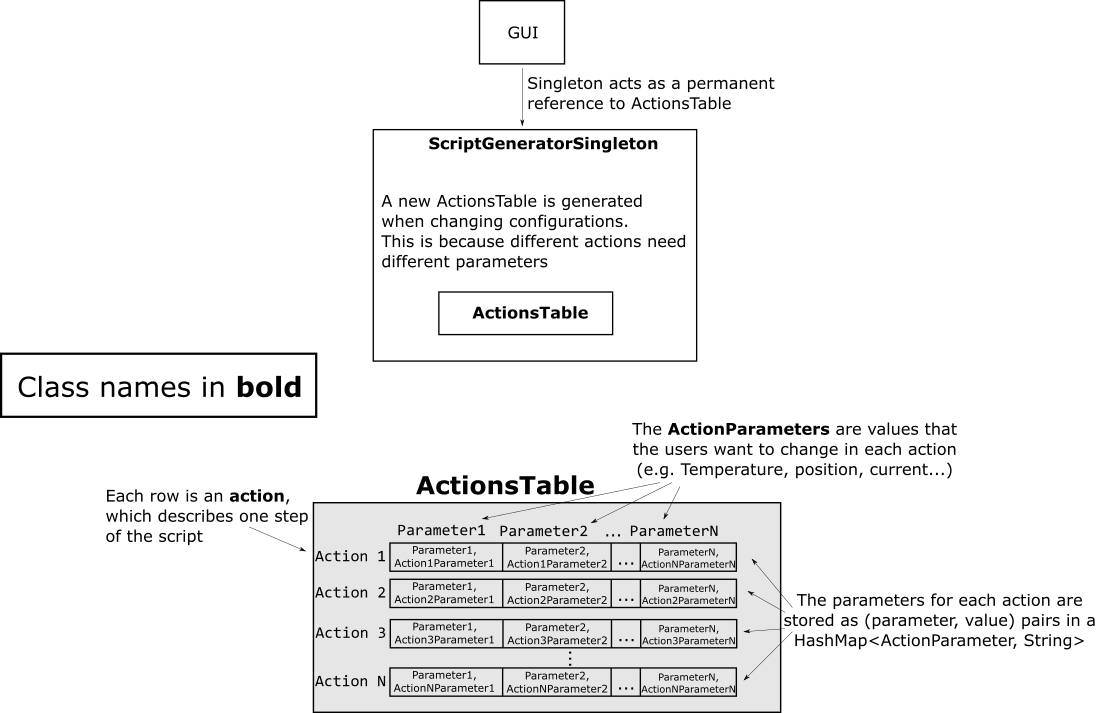 GUI
Singleton acts as a permanent
reference to ActionsTable
ScriptGeneratorSingleton
A new ActionsTable is generated
when changing configurations.
This is because different actions need
different parameters
ActionsTable
Class names in bold
The ActionParameters are values that
the users want to change in each action
(e.g. Temperature, position, current...)
Each row is an action,
which describes one step
of the script
ActionsTable
Parameter1 Parameter2 ... ParameterN
Action 1
Parameter1, Parameter2, ParameterN,
Action1Parameter1 Action1Parameter2 ... ActionNParameterN
Action 2
Parameter1, Parameter2, ParameterN,
Action2Parameter1 Action2Parameter2 ... Action2ParameterN
Action 3
Parameter1, Parameter2, ParameterN,
Action3Parameter1 Action3Parameter2 ... Action3ParameterN
...
Action N
Parameter1, Parameter2, ParameterN,
ActionNParameter1 ActionNParameter2 ... ActionNParameterN
The parameters for each action are
stored as (parameter, value) pairs in a
HashMap<ActionParameter, String>